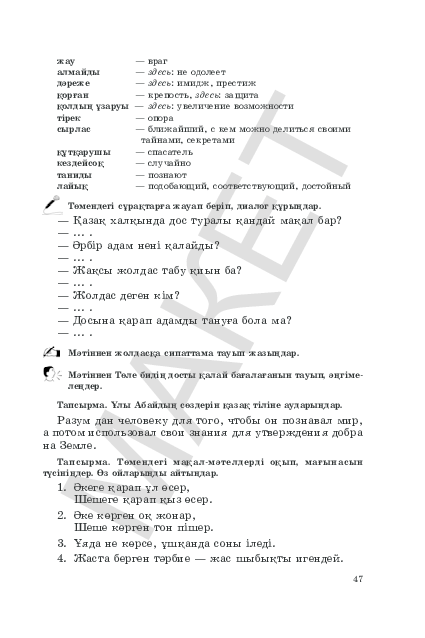 жау — враг
алмайды — здесь: не одолеет
дәреже — здесь: имидж, престиж
қорған — крепость, здесь: защита
қолдың ұзаруы — здесь: увеличение возможности
тірек — опора
сырлас — ближайший, с кем можно делиться своими
тайнами, секретами
құтқарушы — спасатель
кездейсоқ — случайно
таниды — познают
лайық — подобающий, соответствующий, достойный
Төмендегі сұрақтарға жауап беріп, диалог құрыңдар.
— Қазақ халқында дос туралы қандай мақал бар?
— ... .
— Әрбір адам нені қалайды?
— ... .
— Жақсы жолдас табу қиын ба?
— ... .
— Жолдас деген кім?
— ... .
— Досына қарап адамды тануға бола ма?
— ... .
Мәтіннен жолдасқа сипаттама тауып жазыңдар.
Мәтіннен Төле бидің досты қалай бағалағанын тауып, әңгіме-
леңдер.
Тапсырма. Ұлы Абайдың сөздерін қазақ тіліне аударыңдар.
Разум дан человеку для того, чтобы он познавал мир,
а потом использовал свои знания для утверждения добра
на Земле.
Тапсырма. Төмендегі мақал-мәтелдерді оқып, мағынасын
түсініңдер. Өз ойларыңды айтыңдар.
1. Әкеге қарап ұл өсер,
Шешеге қарап қыз өсер.
2. Әке көрген оқ жонар,
Шеше көрген тон пішер.
3. Ұяда не көрсе, ұшқанда соны іледі.
4. Жаста берген тәрбие — жас шыбықты игендей.
47
МАКЕТ